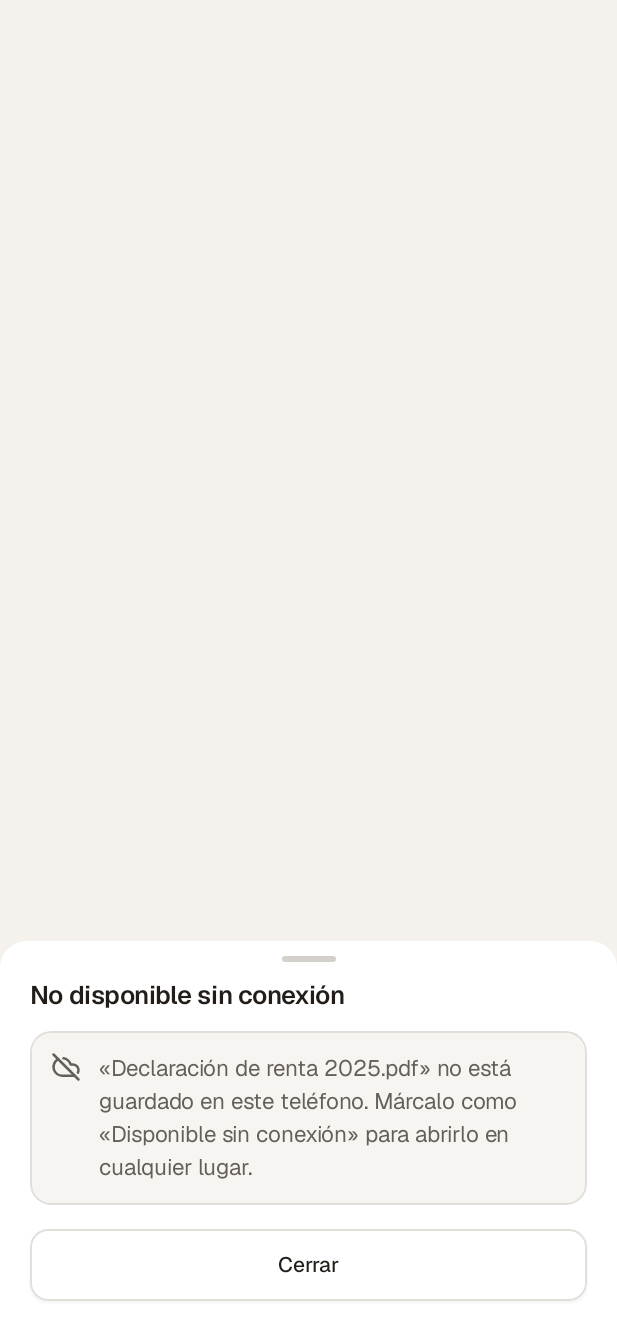 No disponible sin conexión
«Declaración de renta 2025.pdf» no está
guardado en este teléfono. Márcalo como
«Disponible sin conexión» para abrirlo en
cualquier lugar.
Cerrar